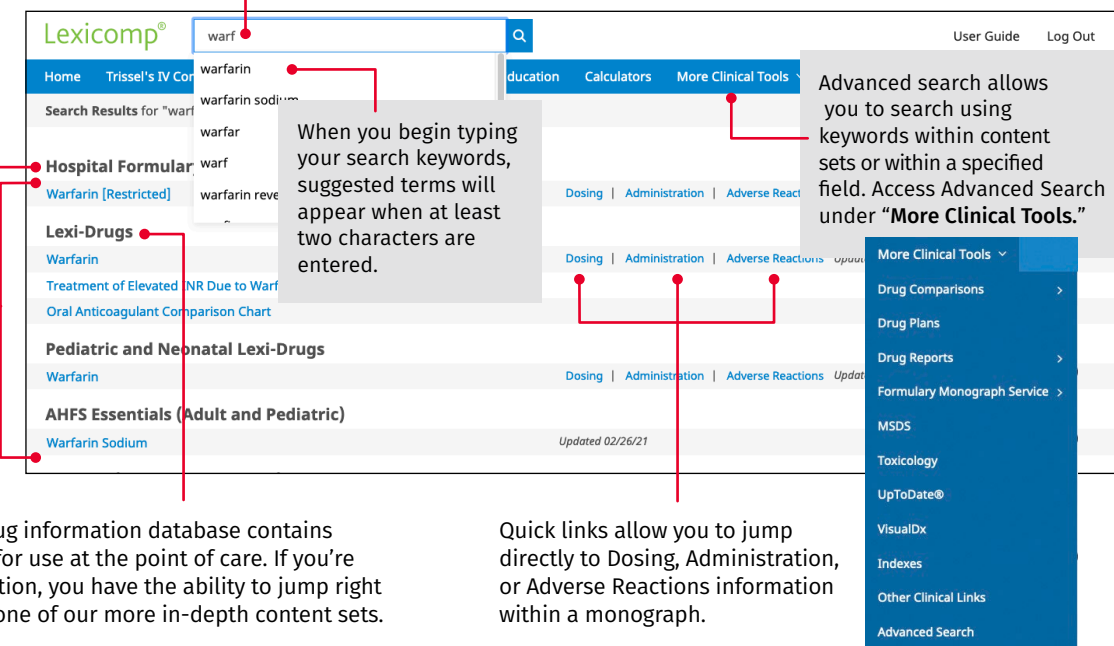 Lexicomp®
warf
User Guide Log Out
Home Trissel's IV Education Calculators More Clinical Tools
Search Results for "warf
warfarin
warfarin sodium
warfar
warf
warfarin
When you begin typing
your search keywords,
suggested terms will
appear when at least
two characters are
entered.
Advanced search allows
you to search using
keywords within content
sets or within a specified
field. Access Advanced Search
under “More Clinical Tools.”
Hospital Formulary
Warfarin [Restricted] Dosing | Administration | Adverse
Lexi-Drugs
Warfarin Dosing | Administration | Adverse Reactions
Treatment of Elevated INR Due to
Oral Anticoagulant Comparison Chart
Pediatric and Neonatal Lexi-Drugs
Warfarin Dosing | Administration | Adverse Reactions
AHFS Essentials (Adult and Pediatric)
Warfarin Sodium Updated 02/26/21
More Clinical Tools
Drug Comparisons >
Drug Plans
Drug Reports >
Formulary Monograph Service >
MSDS
Toxicology
UpToDate®
VisualDx
Indexes
Other Clinical Links
Advanced Search
information database contains
for use at the point of care. If you’re
you have the ability to jump right
one of our more in-depth content sets.
Quick links allow you to jump
directly to Dosing, Administration,
or Adverse Reactions information
within a monograph.